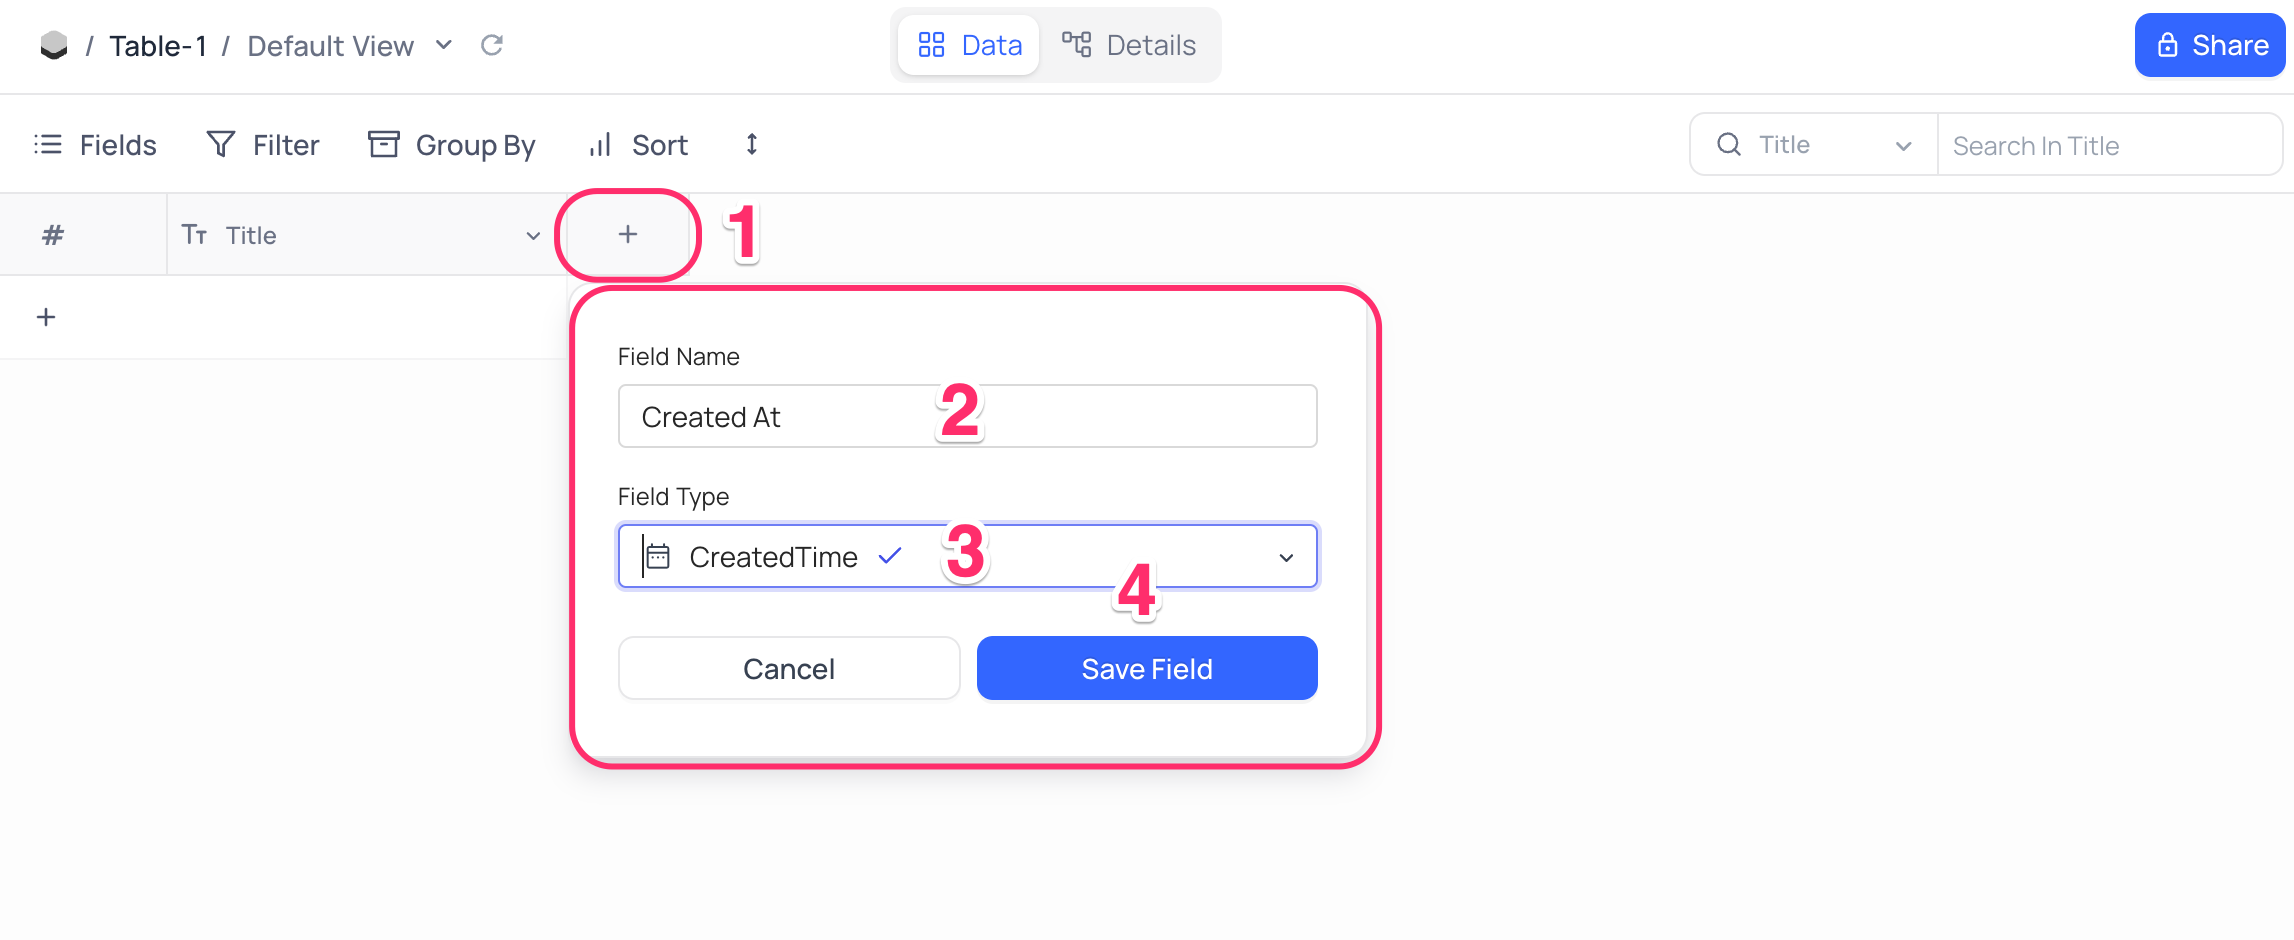 / Table-1 / Default View
Data
Details
Share
Fields
Filter
Group By
Sort
Title
Search In Title
#
Tт Title
+
1
+
Field Name
Created At
2
Field Type
CreatedTime
3
4
Cancel
Save Field